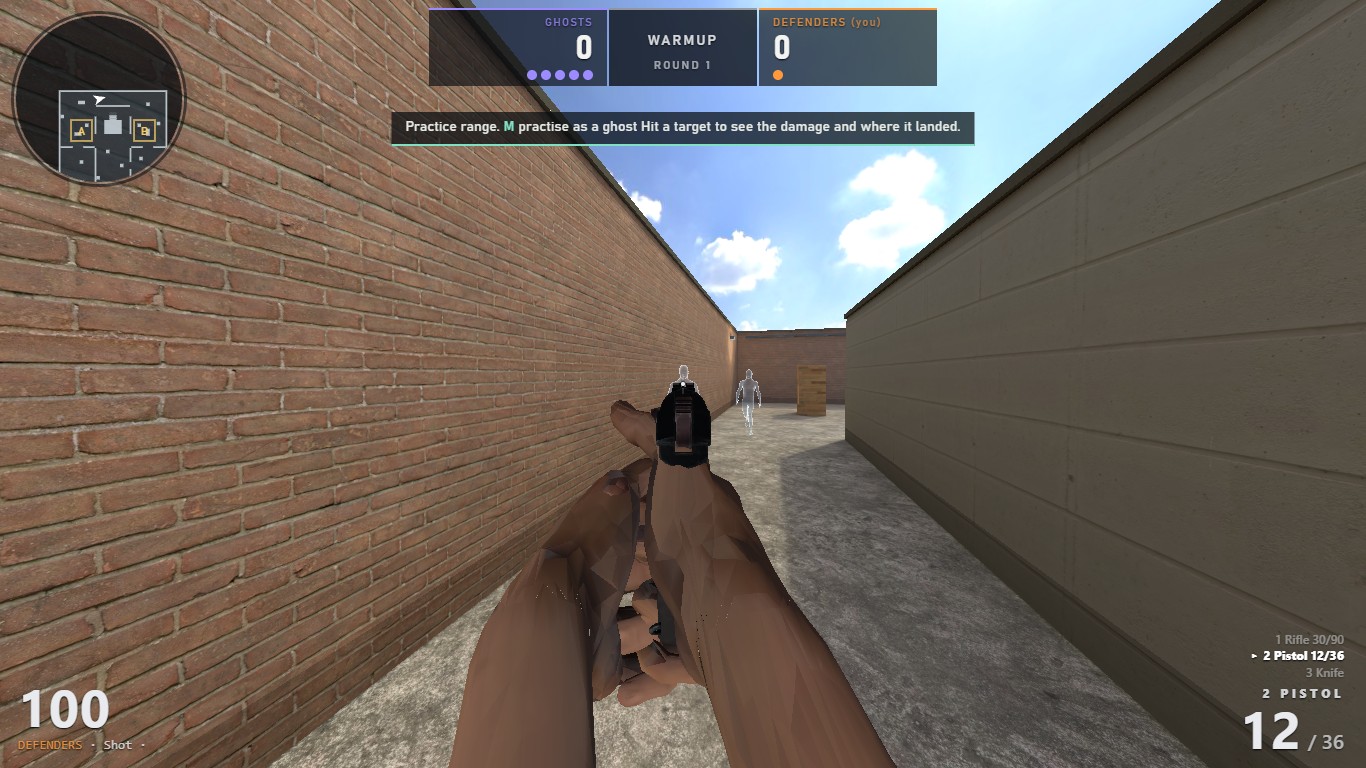 GHOSTS
0
WARMUP
ROUND 1
DEFENDERS (you)
0
Practice range. M practise as a ghost Hit a target to see the damage and where it landed.
A
B
1 Rifle 30/90
▸ 2 Pistol 12/36
3 Knife
2 PISTOL
12 / 36
100
DEFENDERS · Shot ·